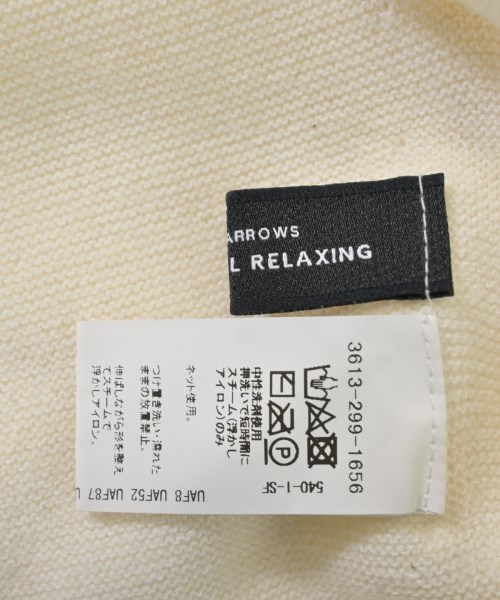 ARROWS
L RELAXING
3613-299-1656
540-1-SF
P
中性洗剤使用
押洗いで短時間に
スチーム(浮かし
アイロン)のみ
ネット使用。
つけ置き洗い・濡れた
ままの放置禁止。
伸ばしながら形を整え
てスチームで
浮かしアイロン。
UAF8 UAF52 UAF87